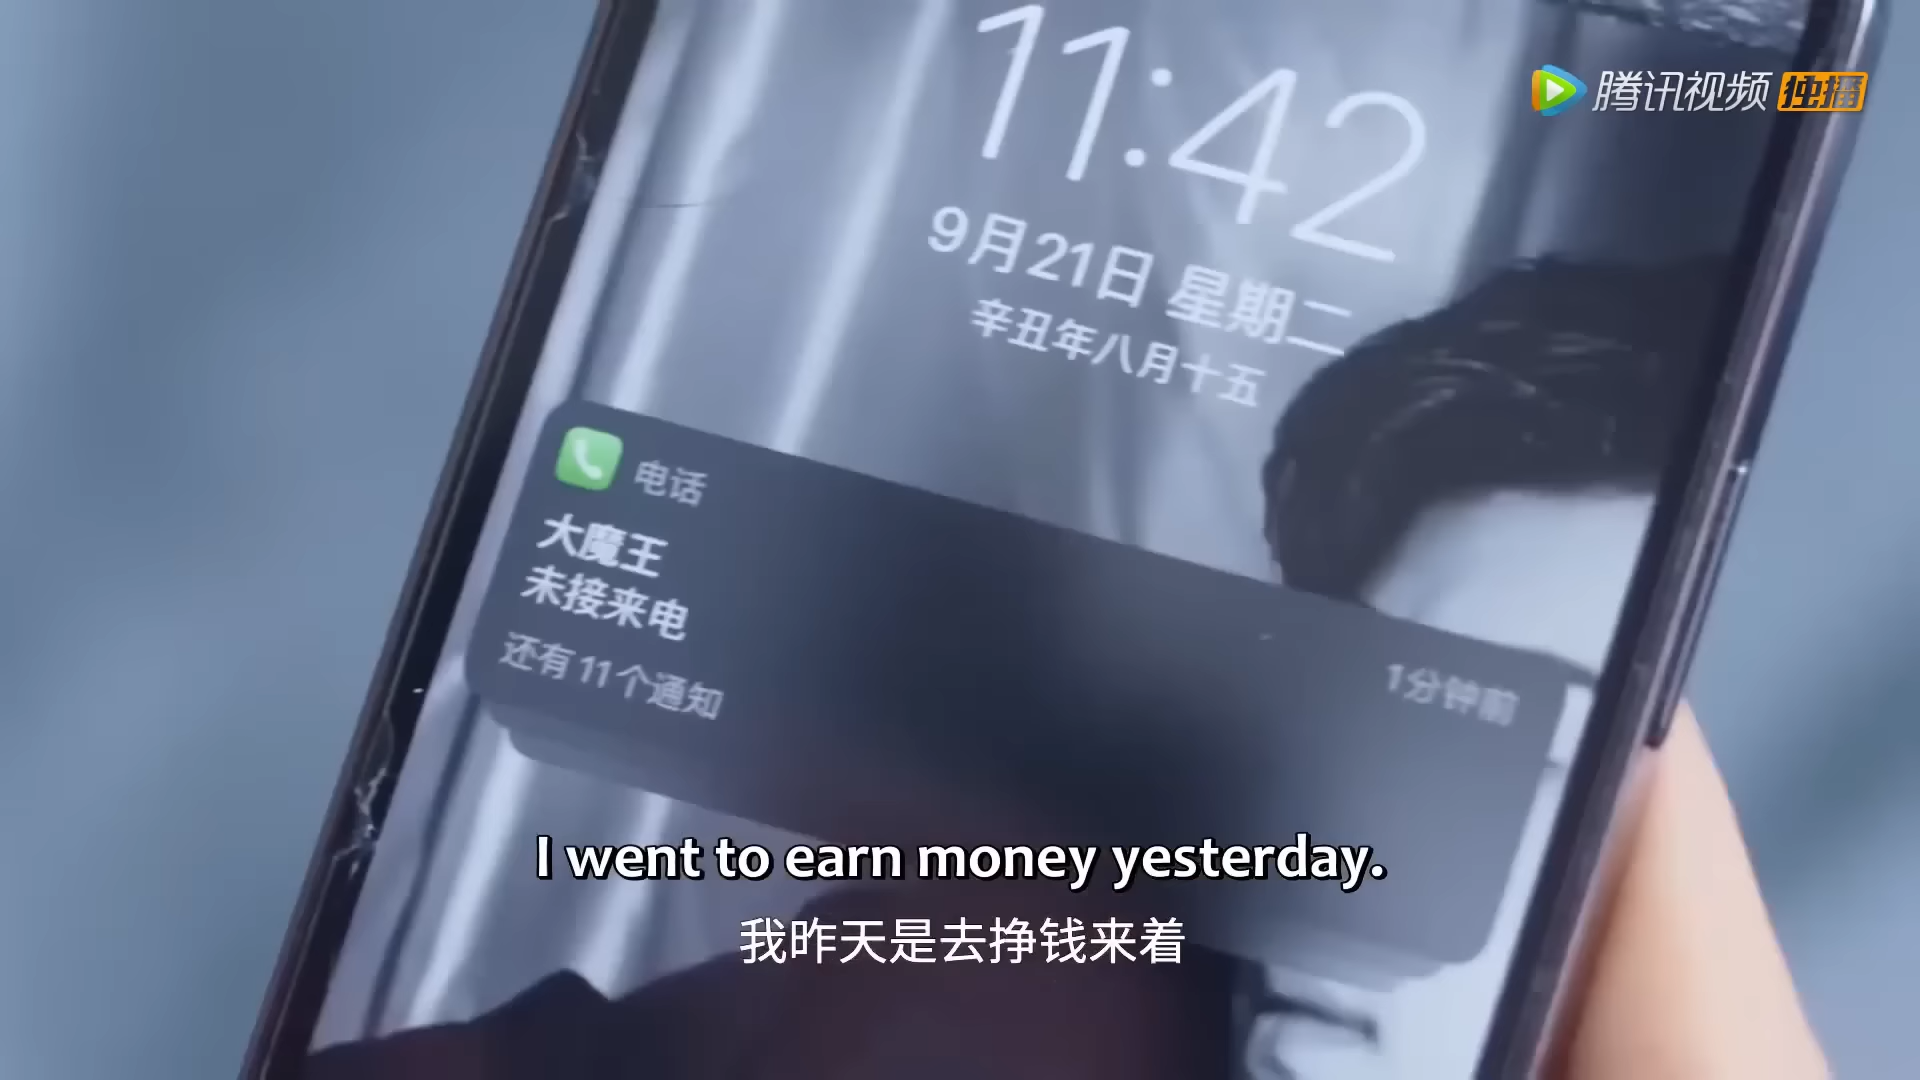 腾讯视频 独播
11:42
9月21日 星期二
辛丑年八月十五
电话
1分钟前
大魔王
未接来电
还有11个通知
I went to earn money yesterday.
我昨天是去挣钱来着